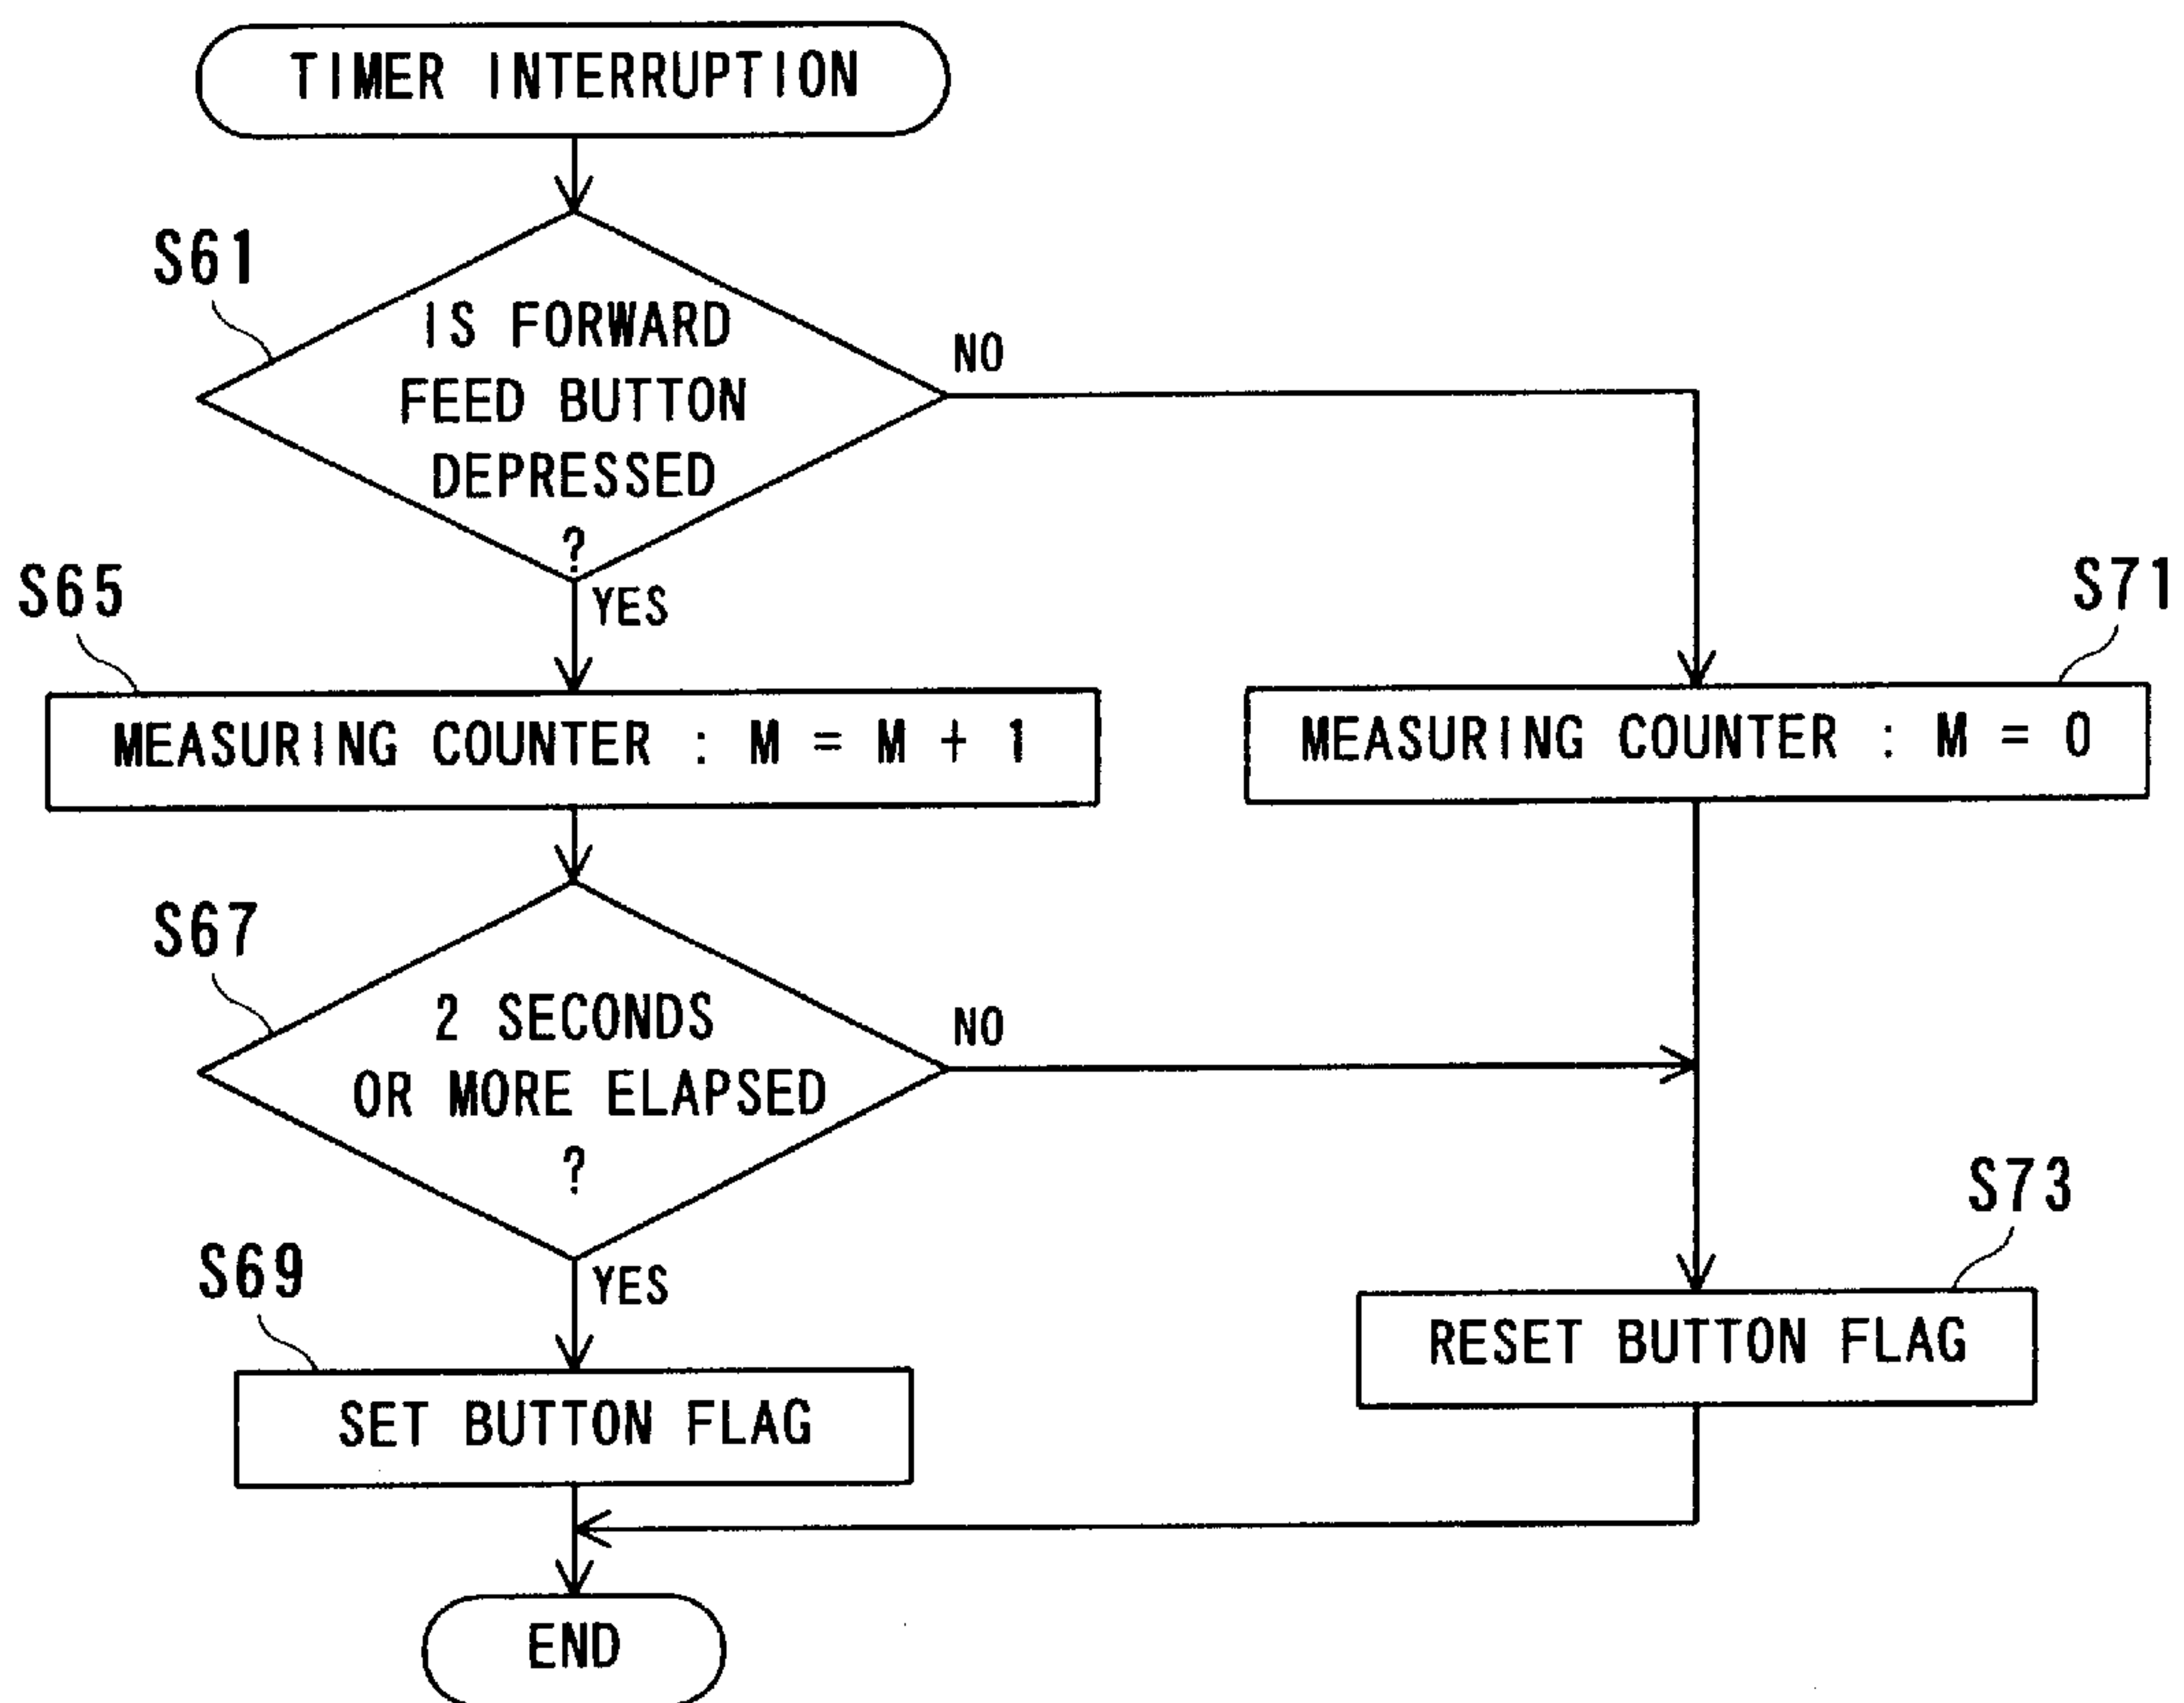 TIMER INTERRUPTION
S61
IS FORWARD
FEED BUTTON
DEPRESSED
?
NO
YES
S65
MEASURING COUNTER : M = M + 1
S71
MEASURING COUNTER : M = 0
S67
2 SECONDS
OR MORE ELAPSED
?
NO
YES
S69
SET BUTTON FLAG
S73
RESET BUTTON FLAG
END